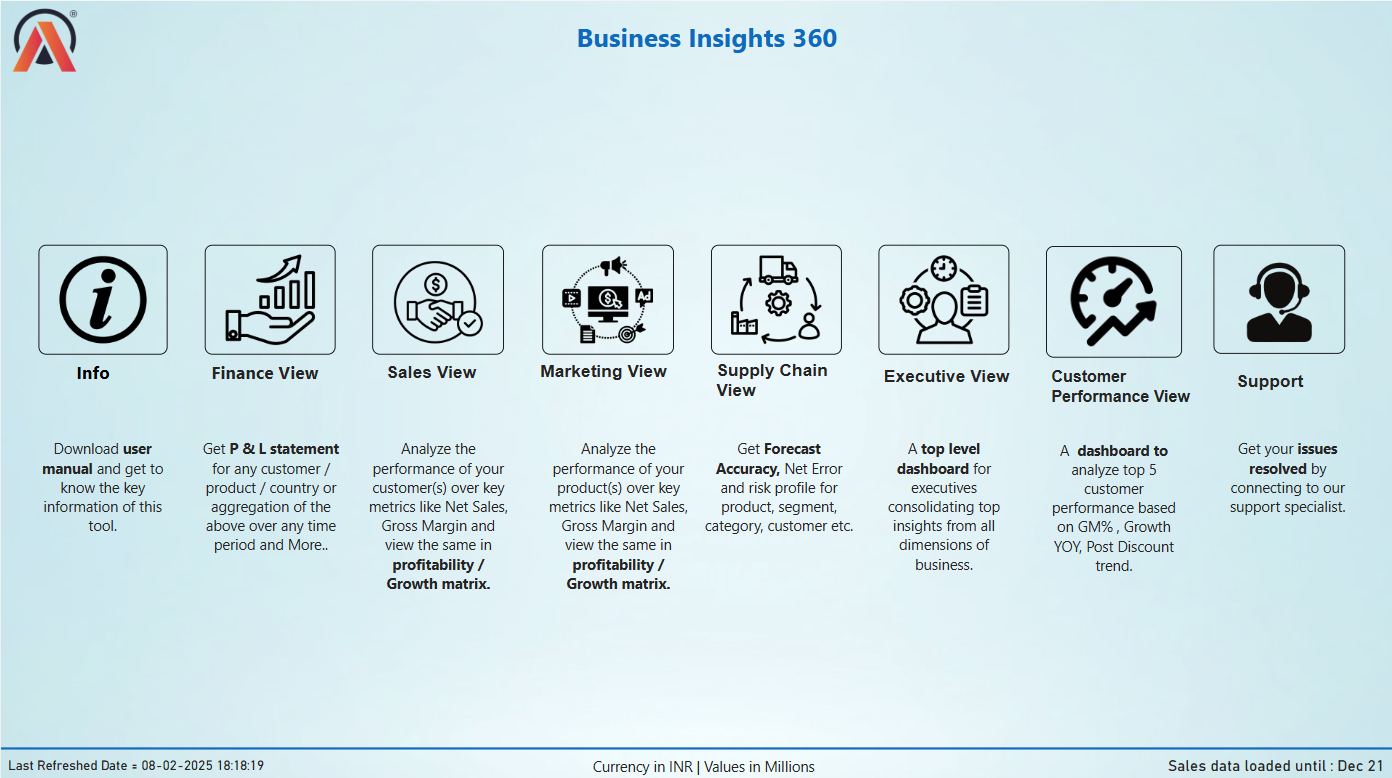 ®
Business Insights 360
Info
Download user
manual and get to
know the key
information of this
tool.
Finance View
Get P & L statement
for any customer /
product / country or
aggregation of the
above over any time
period and More..
Sales View
Analyze the
performance of your
customer(s) over key
metrics like Net Sales,
Gross Margin and
view the same in
profitability /
Growth matrix.
Ad
Marketing View
Analyze the
performance of your
product(s) over key
metrics like Net Sales,
Gross Margin and
view the same in
profitability /
Growth matrix.
Supply Chain
View
Get Forecast
Accuracy, Net Error
and risk profile for
product, segment,
category, customer etc.
Executive View
A top level
dashboard for
executives
consolidating top
insights from all
dimensions of
business.
Customer
Performance View
A dashboard to
analyze top 5
customer
performance based
on GM% , Growth
YOY, Post Discount
trend.
Support
Get your issues
resolved by
connecting to our
support specialist.
Last Refreshed Date = 08-02-2025 18:18:19
Currency in INR | Values in Millions
Sales data loaded until : Dec 21